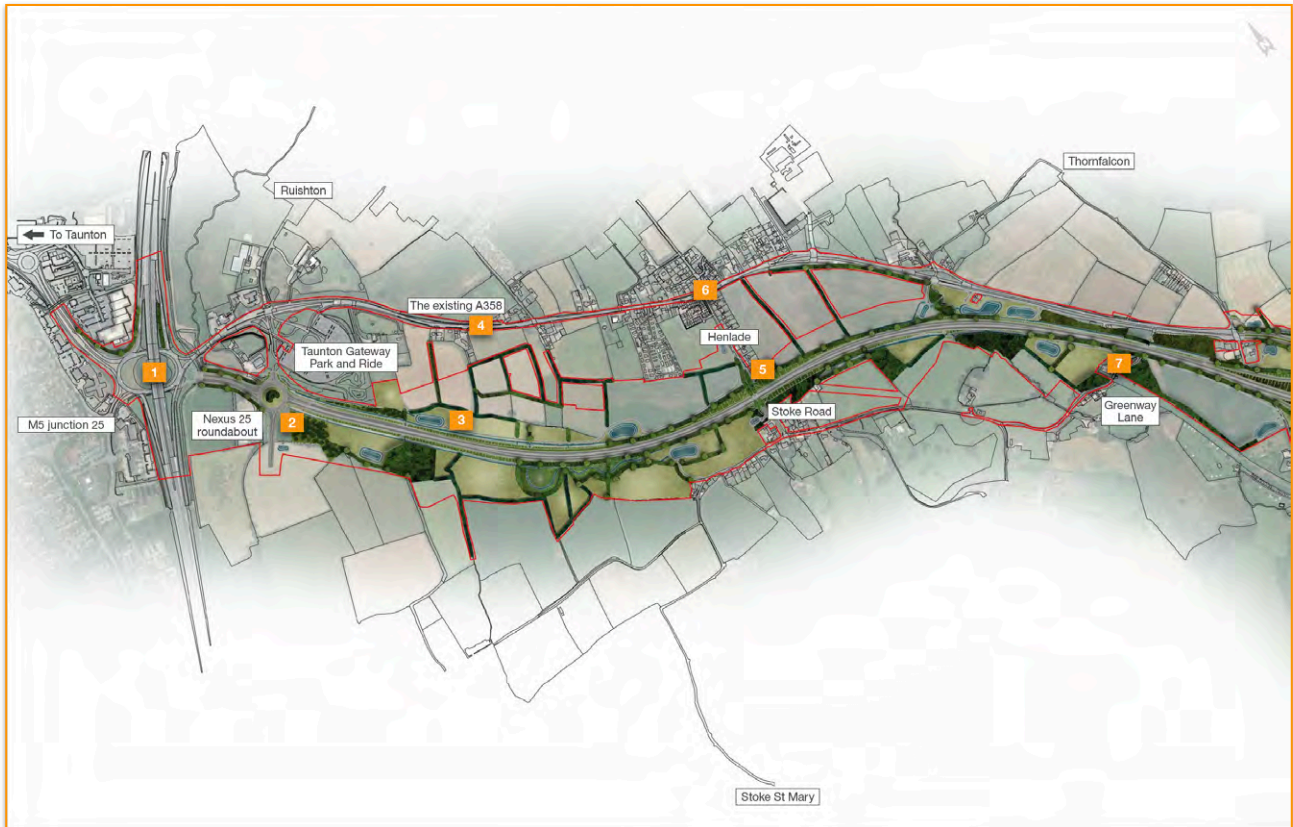 Thornfalcon
Ruishton
To Taunton
6
The existing A358
4
Henlade
Taunton Gateway
Park and Ride
7
5
1
Greenway
Lane
Stoke Road
M5 junction 25
Nexus 25
roundabout
2
3
Stoke St Mary